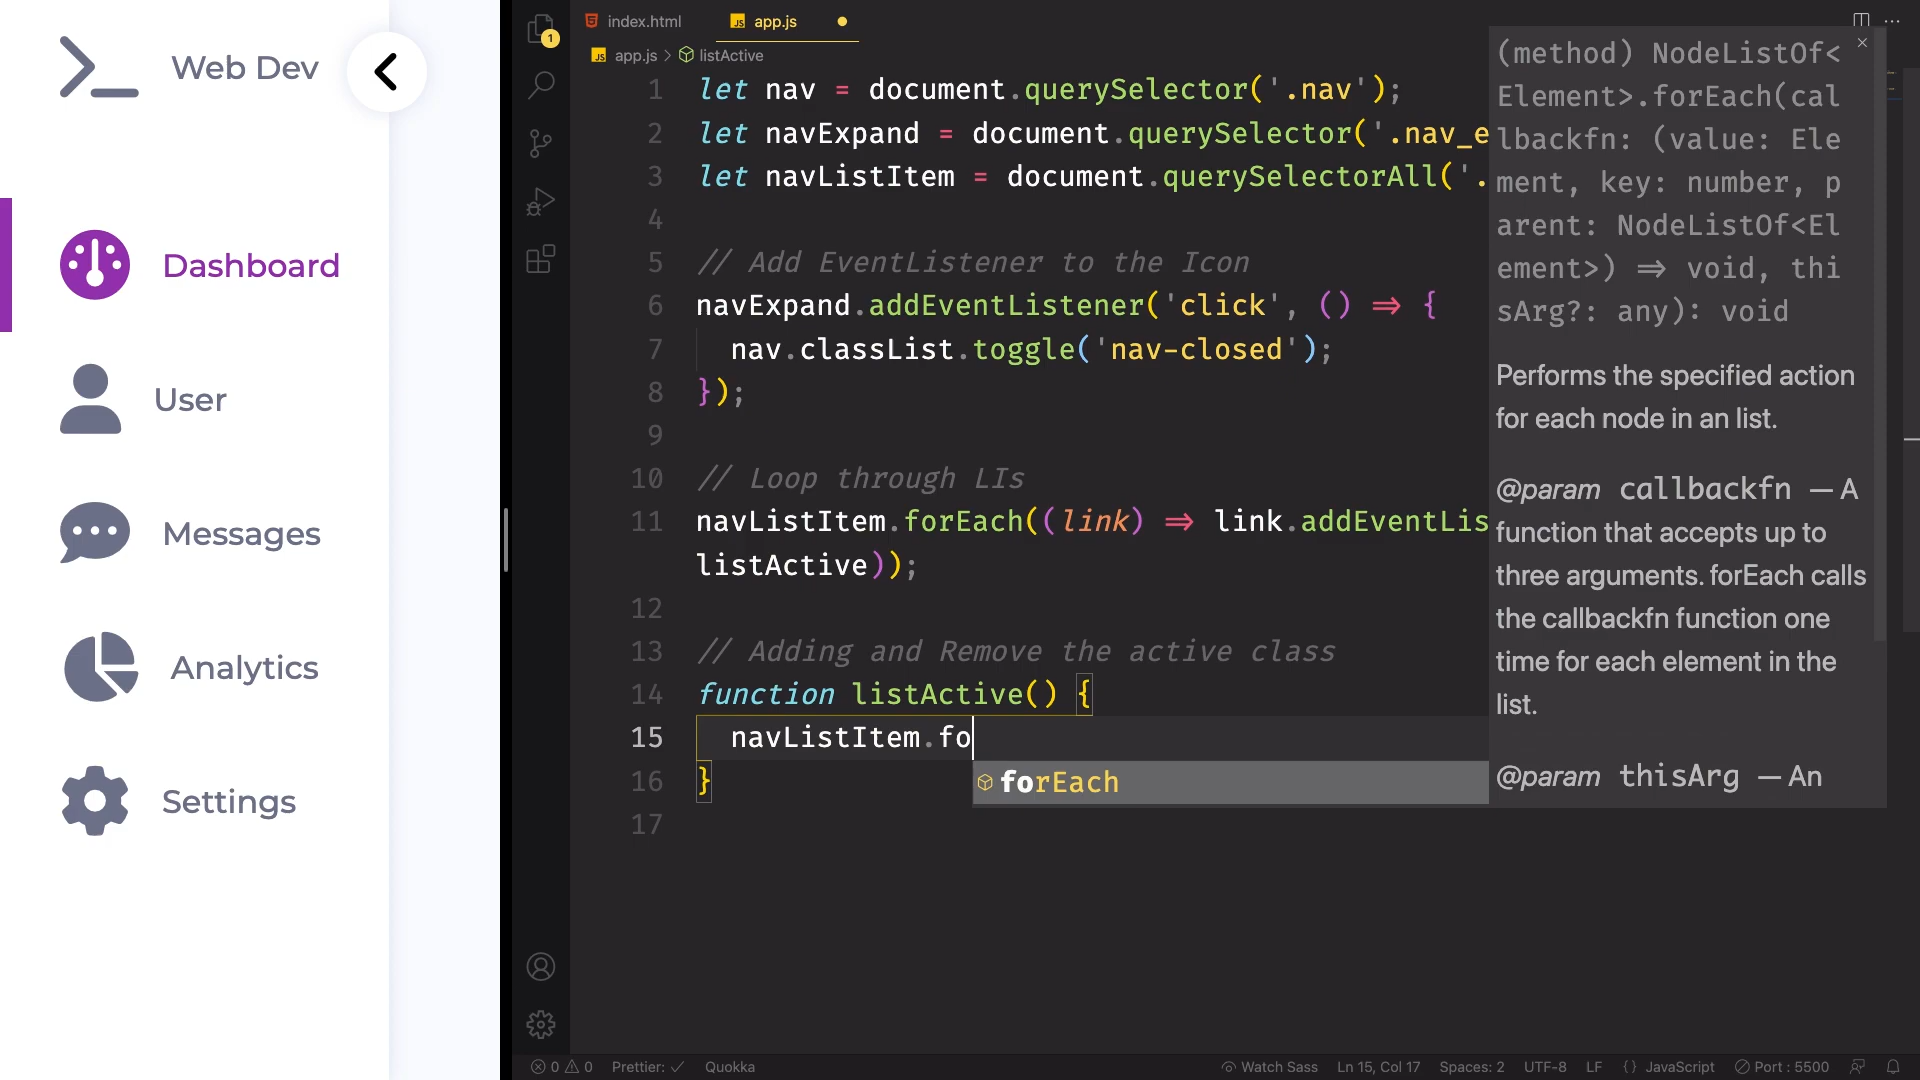 Web Dev
Dashboard
User
Messages
Analytics
Settings
1
index.html
JS app.js
JS app.js > listActive
1 let nav = document.querySelector('.nav');
2 let navExpand = document.querySelector('.nav_e
3 let navListItem = document.querySelectorAll('.
4
5 // Add EventListener to the Icon
6 navExpand.addEventListener('click', () => {
7 nav.classList.toggle('nav-closed');
8 });
9
10 // Loop through LIs
11 navListItem.forEach((link) => link.addEventLis
listActive));
12
13 // Adding and Remove the active class
14 function listActive() {
15 navListItem.fo
16 }
17
forEach
(method) NodeListOf<
Element>.forEach(cal
lbackfn: (value: Ele
ment, key: number, p
arent: NodeListOf<El
ement>) => void, thi
sArg?: any): void
Performs the specified action
for each node in an list.
@param callbackfn — A
function that accepts up to
three arguments. forEach calls
the callbackfn function one
time for each element in the
list.
@param thisArg — An
0 0 Prettier: ✓ Quokka
Watch Sass Ln 15, Col 17 Spaces: 2 UTF-8 LF {} JavaScript Port : 5500